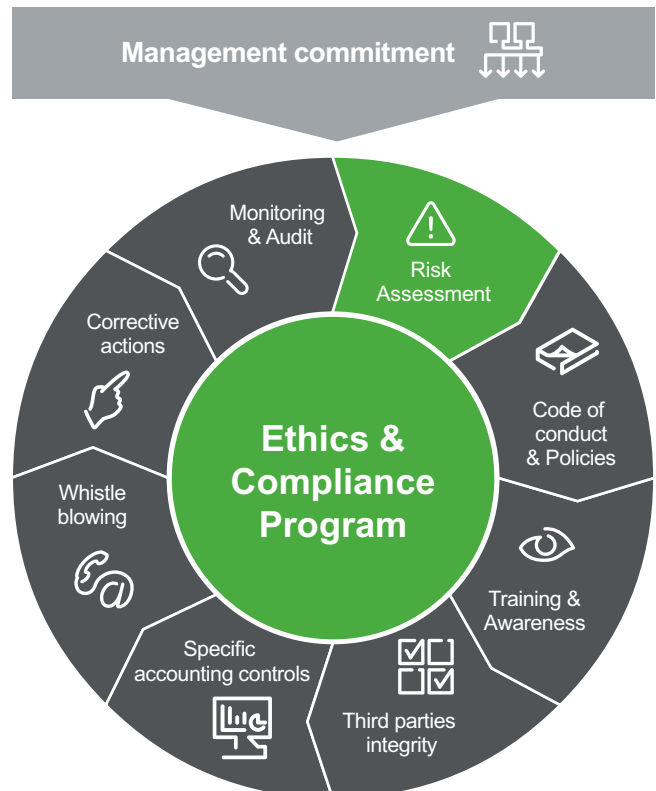 Management commitment
Monitoring
& Audit
Risk
Assessment
Corrective
actions
Code of
conduct
& Policies
Ethics &
Compliance
Program
Whistle
blowing
Training &
Awareness
Specific
accounting controls
Third parties
integrity